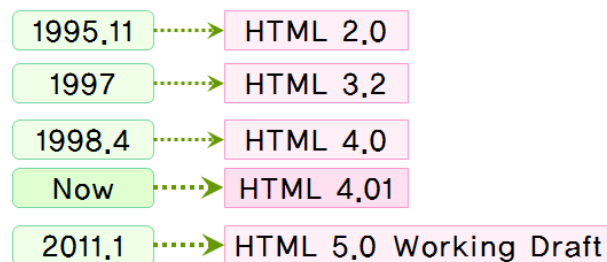 1995.11 HTML 2.0
1997 HTML 3.2
1998.4 HTML 4.0
Now HTML 4.01
2011.1 HTML 5.0 Working Draft